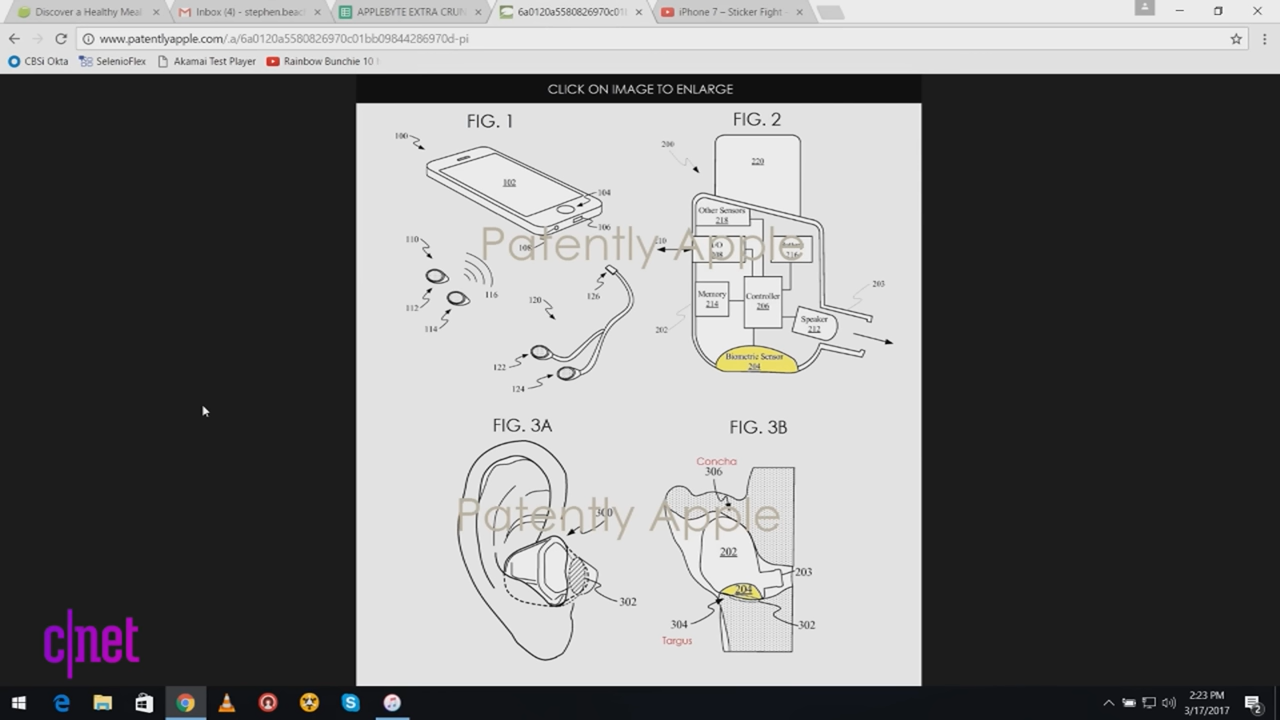 Discover a Healthy Meal
Inbox (4) - stephen.beac
APPLEBYTE EXTRA CRUN
6a0120a5580826970c01
iPhone 7 – Sticker Fight –
www.patentlyapple.com/.a/6a0120a5580826970c01bb09844286970d-pi
CBSi Okta
SelenioFlex
Akamai Test Player
Rainbow Bunchie 10
CLICK ON IMAGE TO ENLARGE
FIG. 1
FIG. 2
100
102
104
106
108
110
112
114
116
120
122
124
126
200
220
Other Sensors
218
I/O
208
210
216
Memory
214
Controller
206
Speaker
212
203
202
Biometric Sensor
204
Patently Apple
FIG. 3A
FIG. 3B
300
302
Concha
306
202
203
204
304
302
Targus
Patently Apple
c|net
2:23 PM
3/17/2017
2